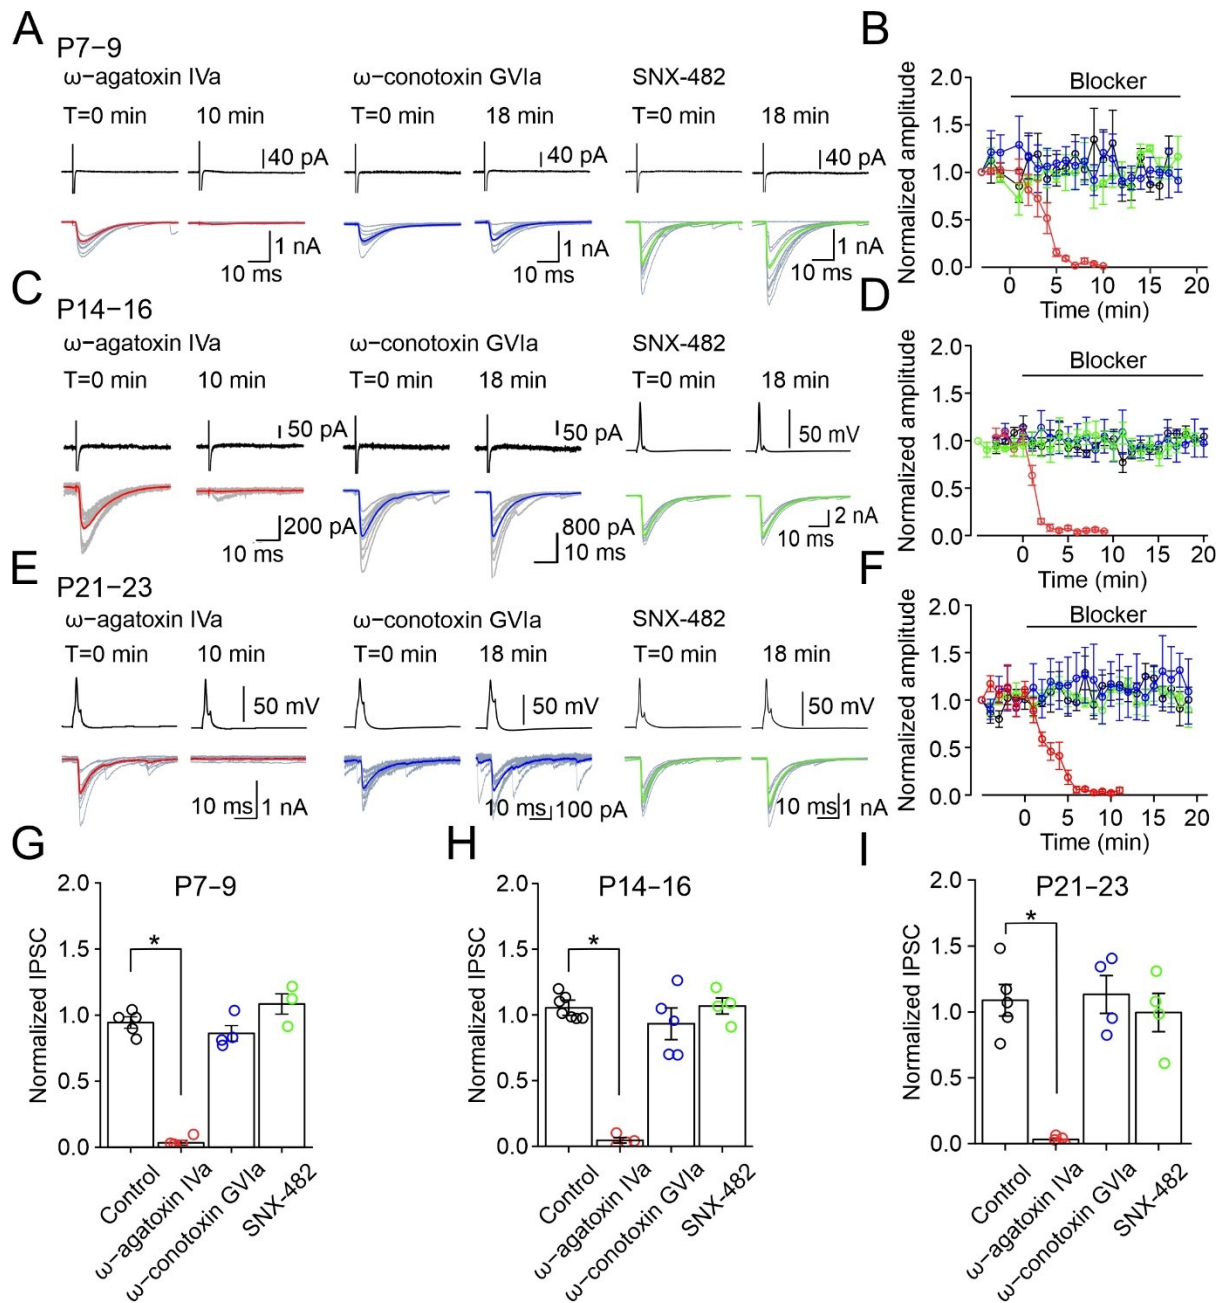 A
P7–9
ω–agatoxin IVa ω–conotoxin GVIa SNX-482
T=0 min 10 min T=0 min 18 min T=0 min 18 min
40 pA 40 pA 40 pA
1 nA 1 nA 1 nA
10 ms 10 ms 10 ms
B
Blocker
Normalized amplitude
2.0
1.5
1.0
0.5
0.0
0 5 10 15 20
Time (min)
C
P14–16
ω–agatoxin IVa ω–conotoxin GVIa SNX-482
T=0 min 10 min T=0 min 18 min T=0 min 18 min
50 pA 50 pA 50 mV
200 pA 800 pA 2 nA
10 ms 10 ms 10 ms
D
Blocker
Normalized amplitude
2.0
1.5
1.0
0.5
0.0
0 5 10 15 20
Time (min)
E
P21–23
ω–agatoxin IVa ω–conotoxin GVIa SNX-482
T=0 min 10 min T=0 min 18 min T=0 min 18 min
50 mV 50 mV 50 mV
10 ms 1 nA 10 ms 100 pA 10 ms 1 nA
F
Blocker
Normalized amplitude
2.0
1.5
1.0
0.5
0.0
0 5 10 15 20
Time (min)
G
P7–9
Normalized IPSC
2.0
1.5
1.0
0.5
0.0
*
Control
ω–agatoxin IVa
ω–conotoxin GVIa
SNX-482
H
P14–16
Normalized IPSC
2.0
1.5
1.0
0.5
0.0
*
Control
ω–agatoxin IVa
ω–conotoxin GVIa
SNX-482
I
P21–23
Normalized IPSC
2.0
1.5
1.0
0.5
0.0
*
Control
ω–agatoxin IVa
ω–conotoxin GVIa
SNX-482